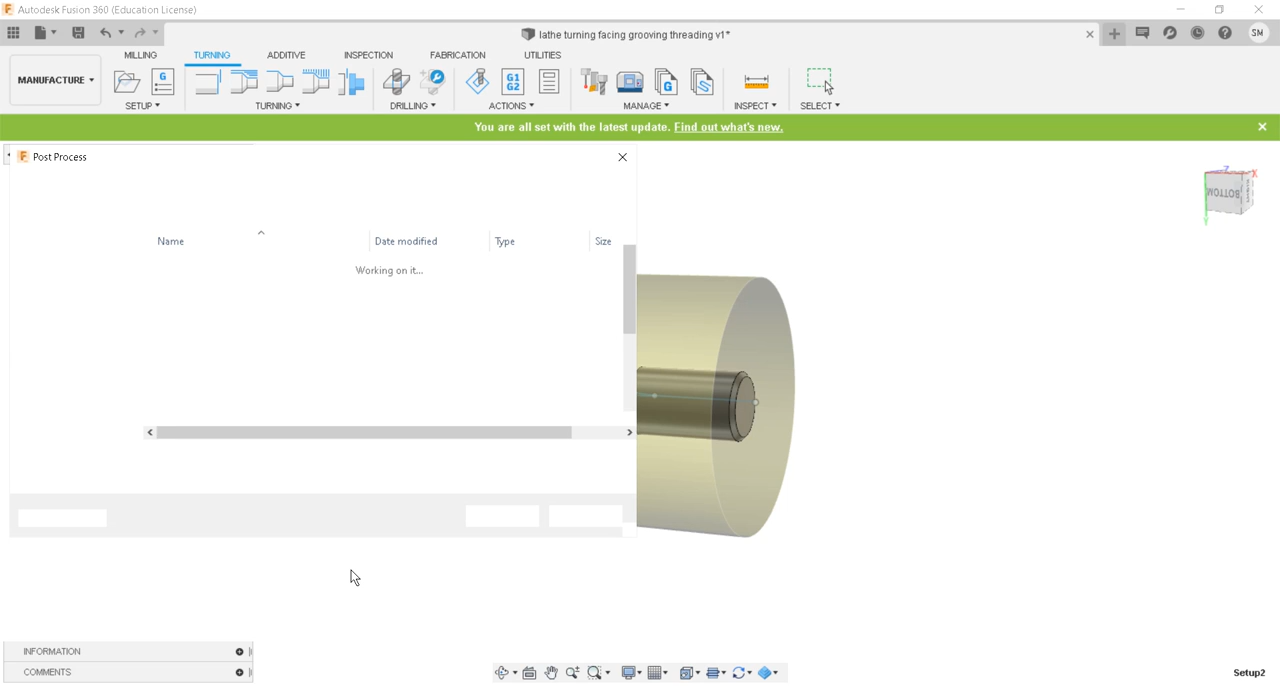 Autodesk Fusion 360 (Education License)
lathe turning facing grooving threading v1*
SM
MILLING TURNING ADDITIVE INSPECTION FABRICATION UTILITIES
MANUFACTURE
G G1 G2 G
SETUP TURNING DRILLING ACTIONS MANAGE INSPECT SELECT
You are all set with the latest update. Find out what's new.
Post Process
Name Date modified Type Size
Working on it...
Z X
BOTTOM
INFORMATION
COMMENTS
Setup2